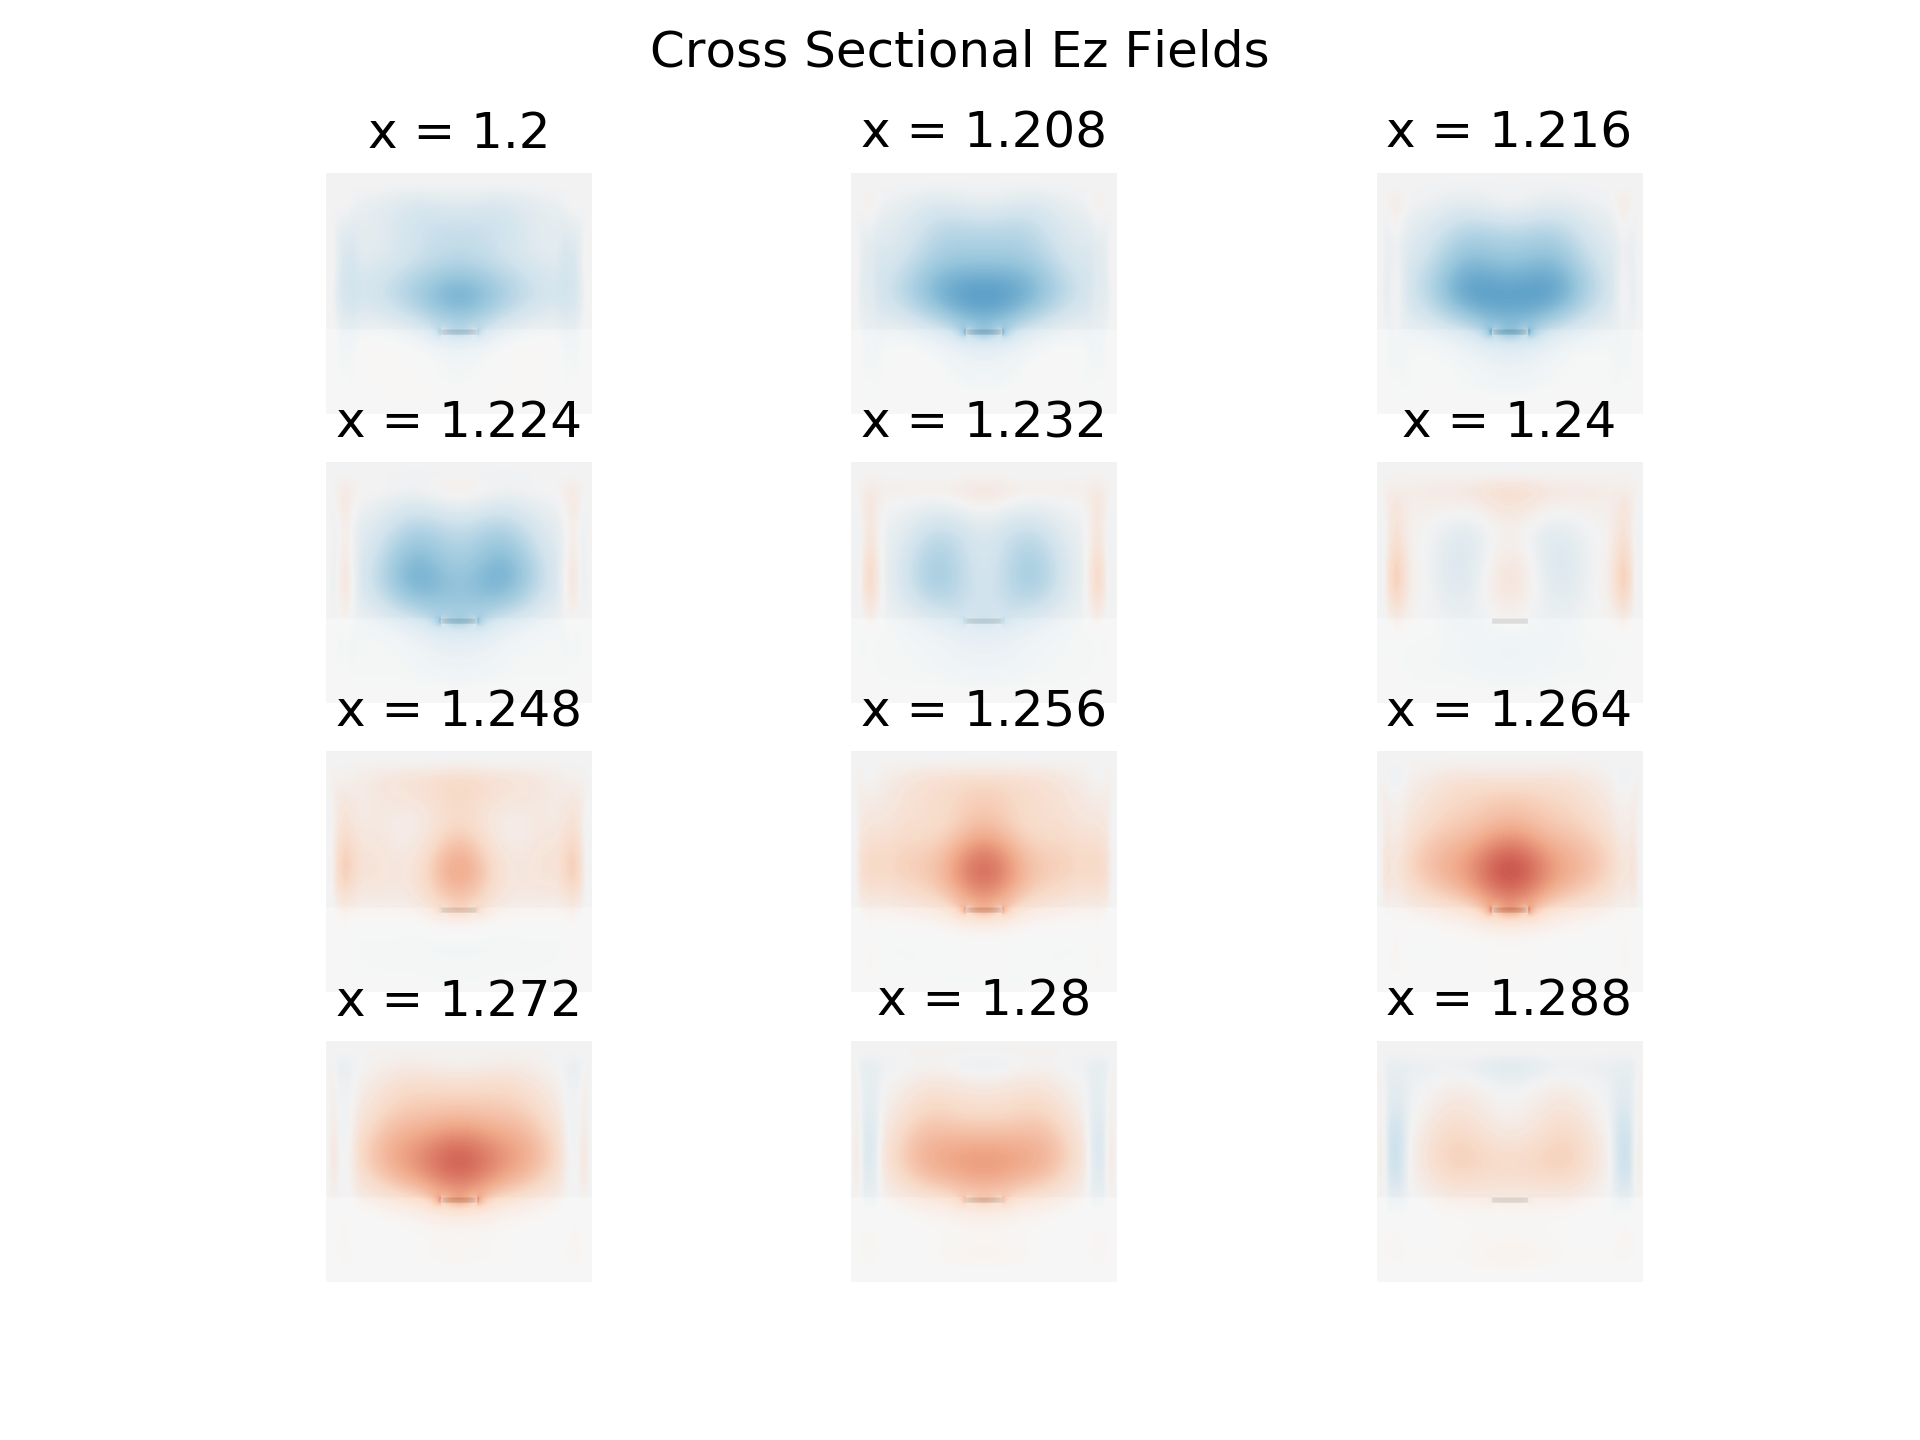 Cross Sectional Ez Fields
x = 1.2
x = 1.208
x = 1.216
x = 1.224
x = 1.232
x = 1.24
x = 1.248
x = 1.256
x = 1.264
x = 1.272
x = 1.28
x = 1.288